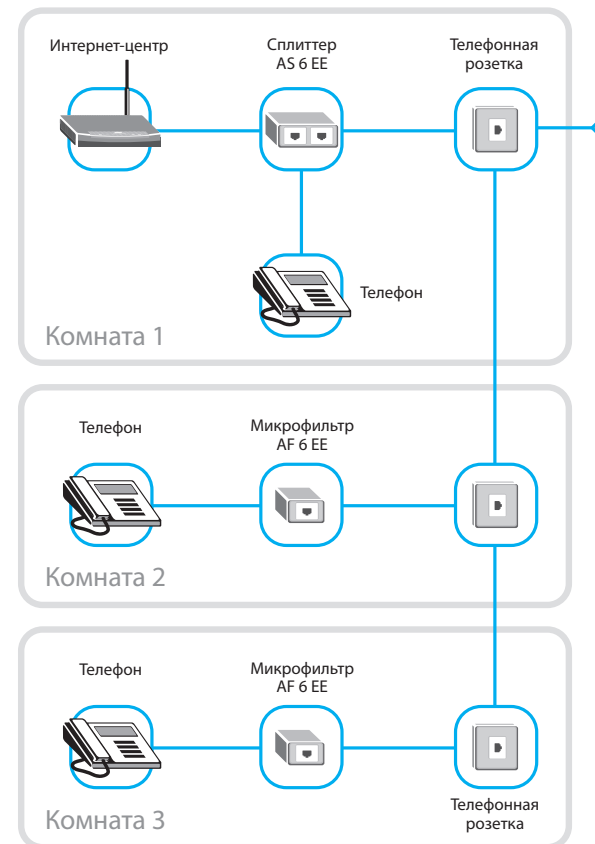 Интернет-центр
Сплиттер
AS 6 EE
Телефонная
розетка
Телефон
Комната 1
Телефон
Микрофильтр
AF 6 EE
Комната 2
Телефон
Микрофильтр
AF 6 EE
Телефонная
розетка
Комната 3